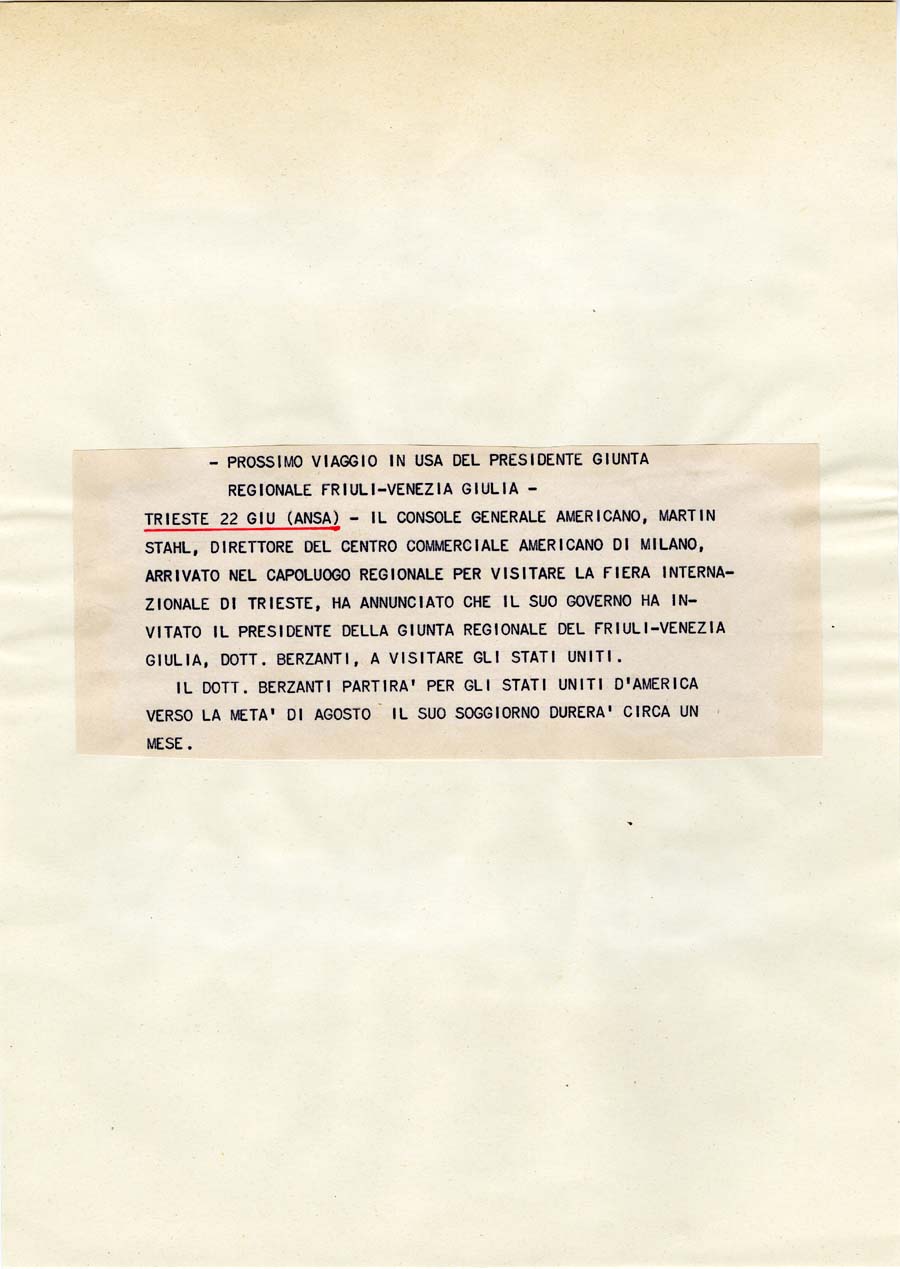 - PROSSIMO VIAGGIO IN USA DEL PRESIDENTE GIUNTA
REGIONALE FRIULI-VENEZIA GIULIA -
TRIESTE 22 GIU (ANSA) - IL CONSOLE GENERALE AMERICANO, MARTIN
STAHL, DIRETTORE DEL CENTRO COMMERCIALE AMERICANO DI MILANO,
ARRIVATO NEL CAPOLUOGO REGIONALE PER VISITARE LA FIERA INTERNA-
ZIONALE DI TRIESTE, HA ANNUNCIATO CHE IL SUO GOVERNO HA IN-
VITATO IL PRESIDENTE DELLA GIUNTA REGIONALE DEL FRIULI-VENEZIA
GIULIA, DOTT. BERZANTI, A VISITARE GLI STATI UNITI.
IL DOTT. BERZANTI PARTIRA' PER GLI STATI UNITI D'AMERICA
VERSO LA META' DI AGOSTO IL SUO SOGGIORNO DURERA' CIRCA UN
MESE.